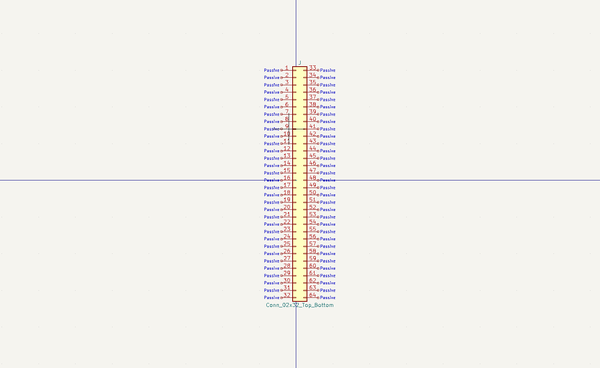 J
Passive 1 33 Passive
Passive 2 34 Passive
Passive 3 35 Passive
Passive 4 36 Passive
Passive 5 37 Passive
Passive 6 38 Passive
Passive 7 39 Passive
Passive 8 40 Passive
Passive 9 41 Passive
Passive 10 42 Passive
Passive 11 43 Passive
Passive 12 44 Passive
Passive 13 45 Passive
Passive 14 46 Passive
Passive 15 47 Passive
Passive 16 48 Passive
Passive 17 49 Passive
Passive 18 50 Passive
Passive 19 51 Passive
Passive 20 52 Passive
Passive 21 53 Passive
Passive 22 54 Passive
Passive 23 55 Passive
Passive 24 56 Passive
Passive 25 57 Passive
Passive 26 58 Passive
Passive 27 59 Passive
Passive 28 60 Passive
Passive 29 61 Passive
Passive 30 62 Passive
Passive 31 63 Passive
Passive 32 64 Passive
Conn_02x32_Top_Bottom